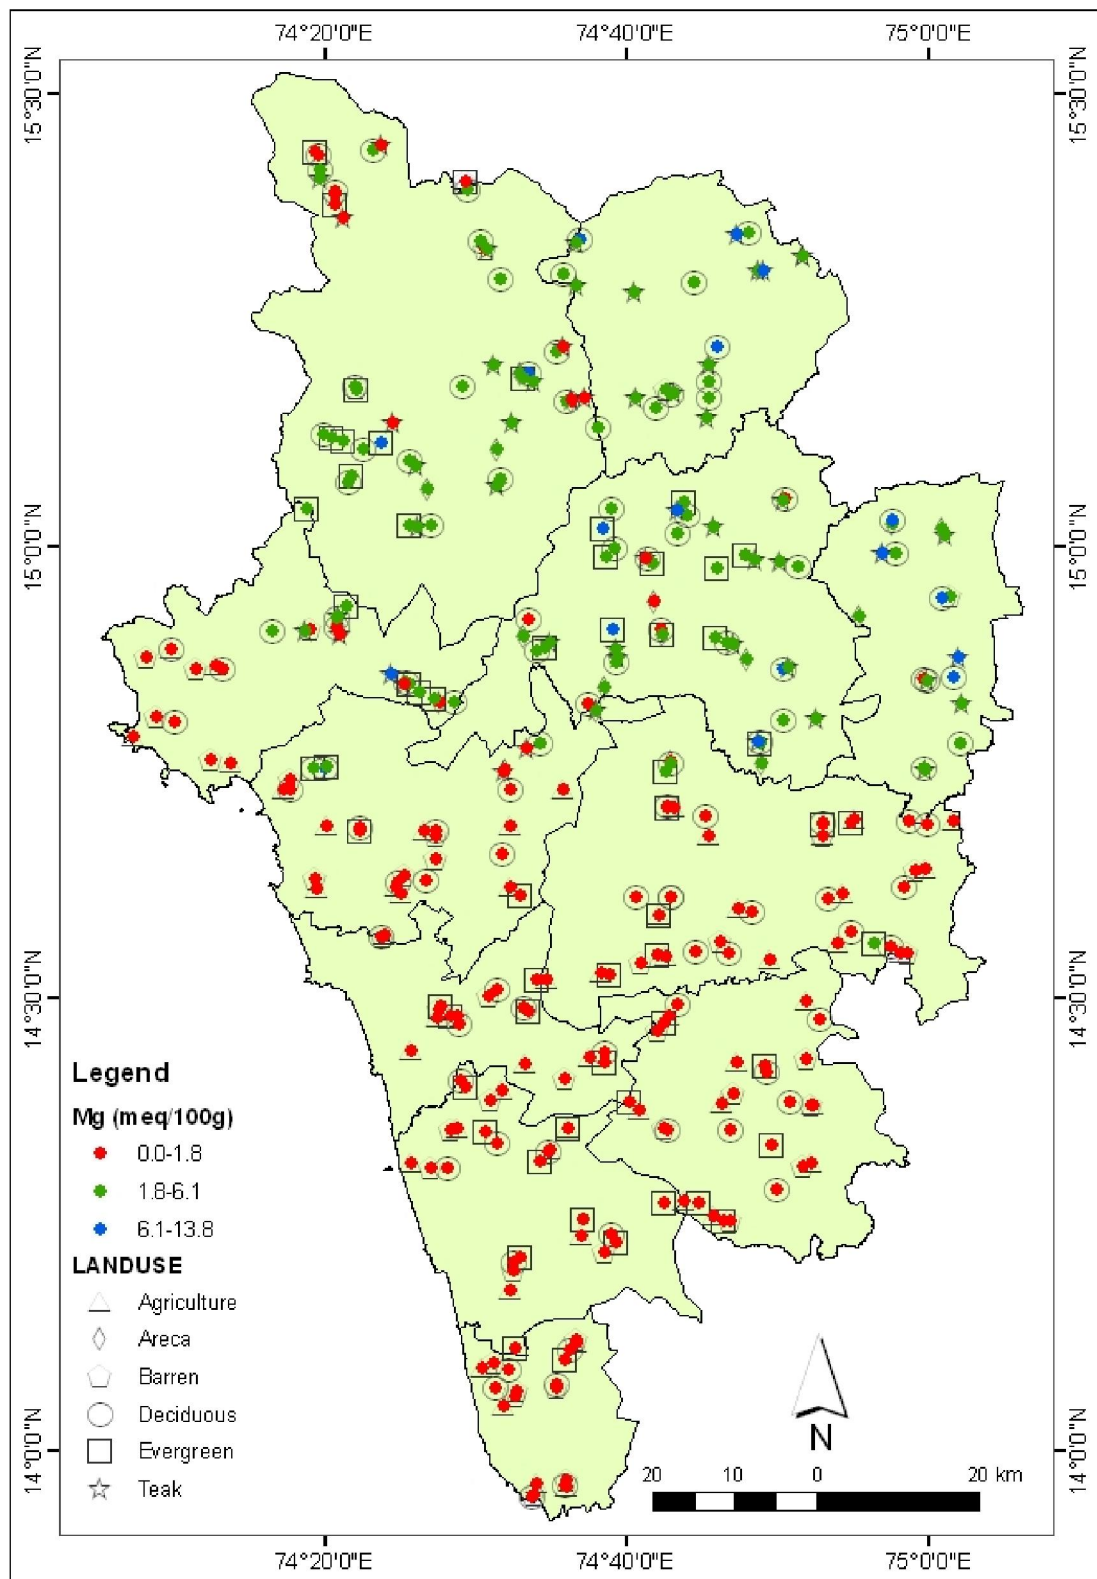 74°20'0"E 74°40'0"E 75°0'0"E
15°30'0"N 15°30'0"N
15°0'0"N 15°0'0"N
14°30'0"N 14°30'0"N
Legend
Mg (meq/100g)
0.0-1.8
1.8-6.1
6.1-13.8
LANDUSE
Agriculture
Areca
Barren
Deciduous
Evergreen
Teak
N
20 10 0 20 km
14°0'0"N 14°0'0"N
74°20'0"E 74°40'0"E 75°0'0"E